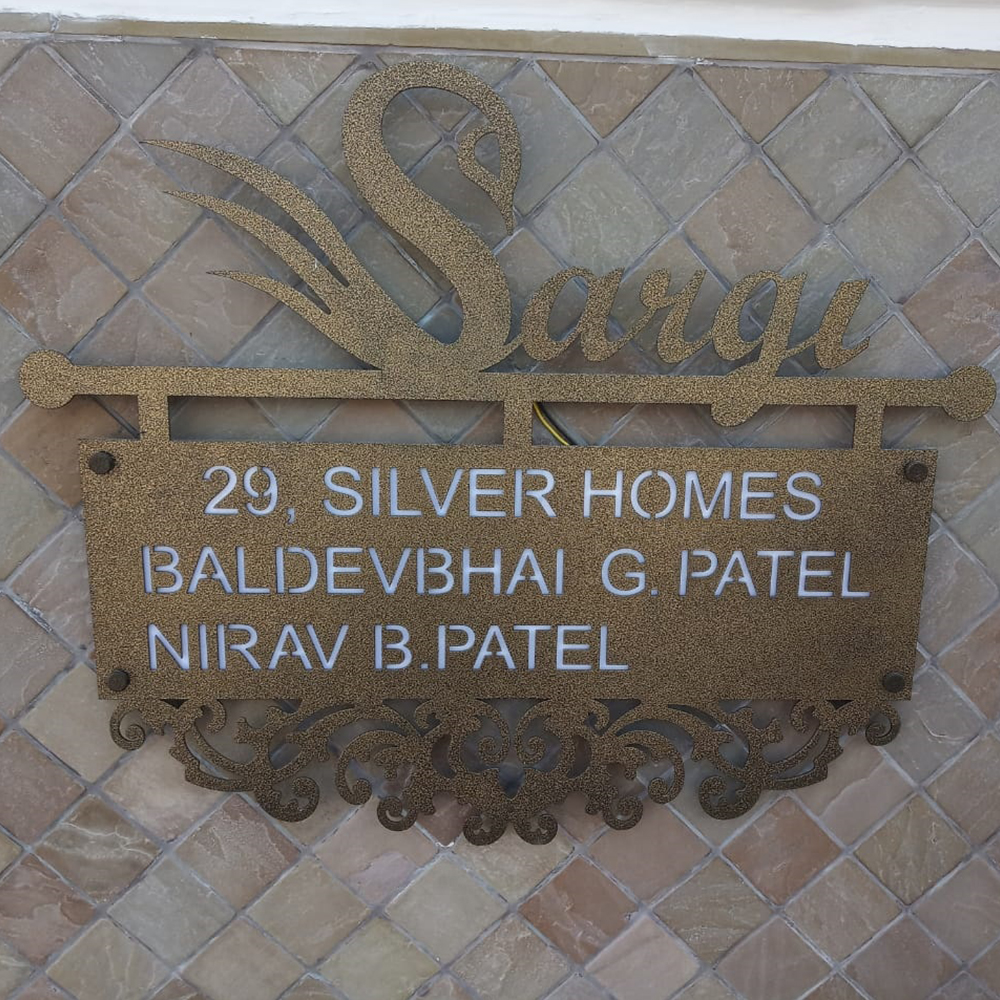 Sargi
29, SILVER HOMES
BALDEVBHAI G. PATEL
NIRAV B.PATEL